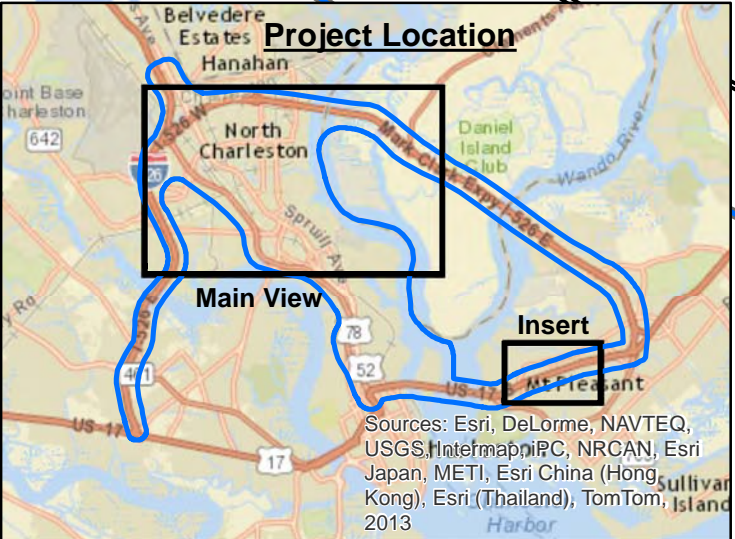 Belvedere
Estates
Project Location
Hanahan
oint Base
harleston
642
I-526 W
North
Charleston
26
Mark Clark Expy I-526 E
Daniel
Island
Club
Wando River
Spruill Ave
Main View
y Rd
I-526 E
461
78
52
Insert
US-17
Mt Pleasant
US-17
17
Sources: Esri, DeLorme, NAVTEQ,
USGS, Intermap, iPC, NRCAN, Esri
Japan, METI, Esri China (Hong
Kong), Esri (Thailand), TomTom,
2013
Sullivan
Island
Harbor